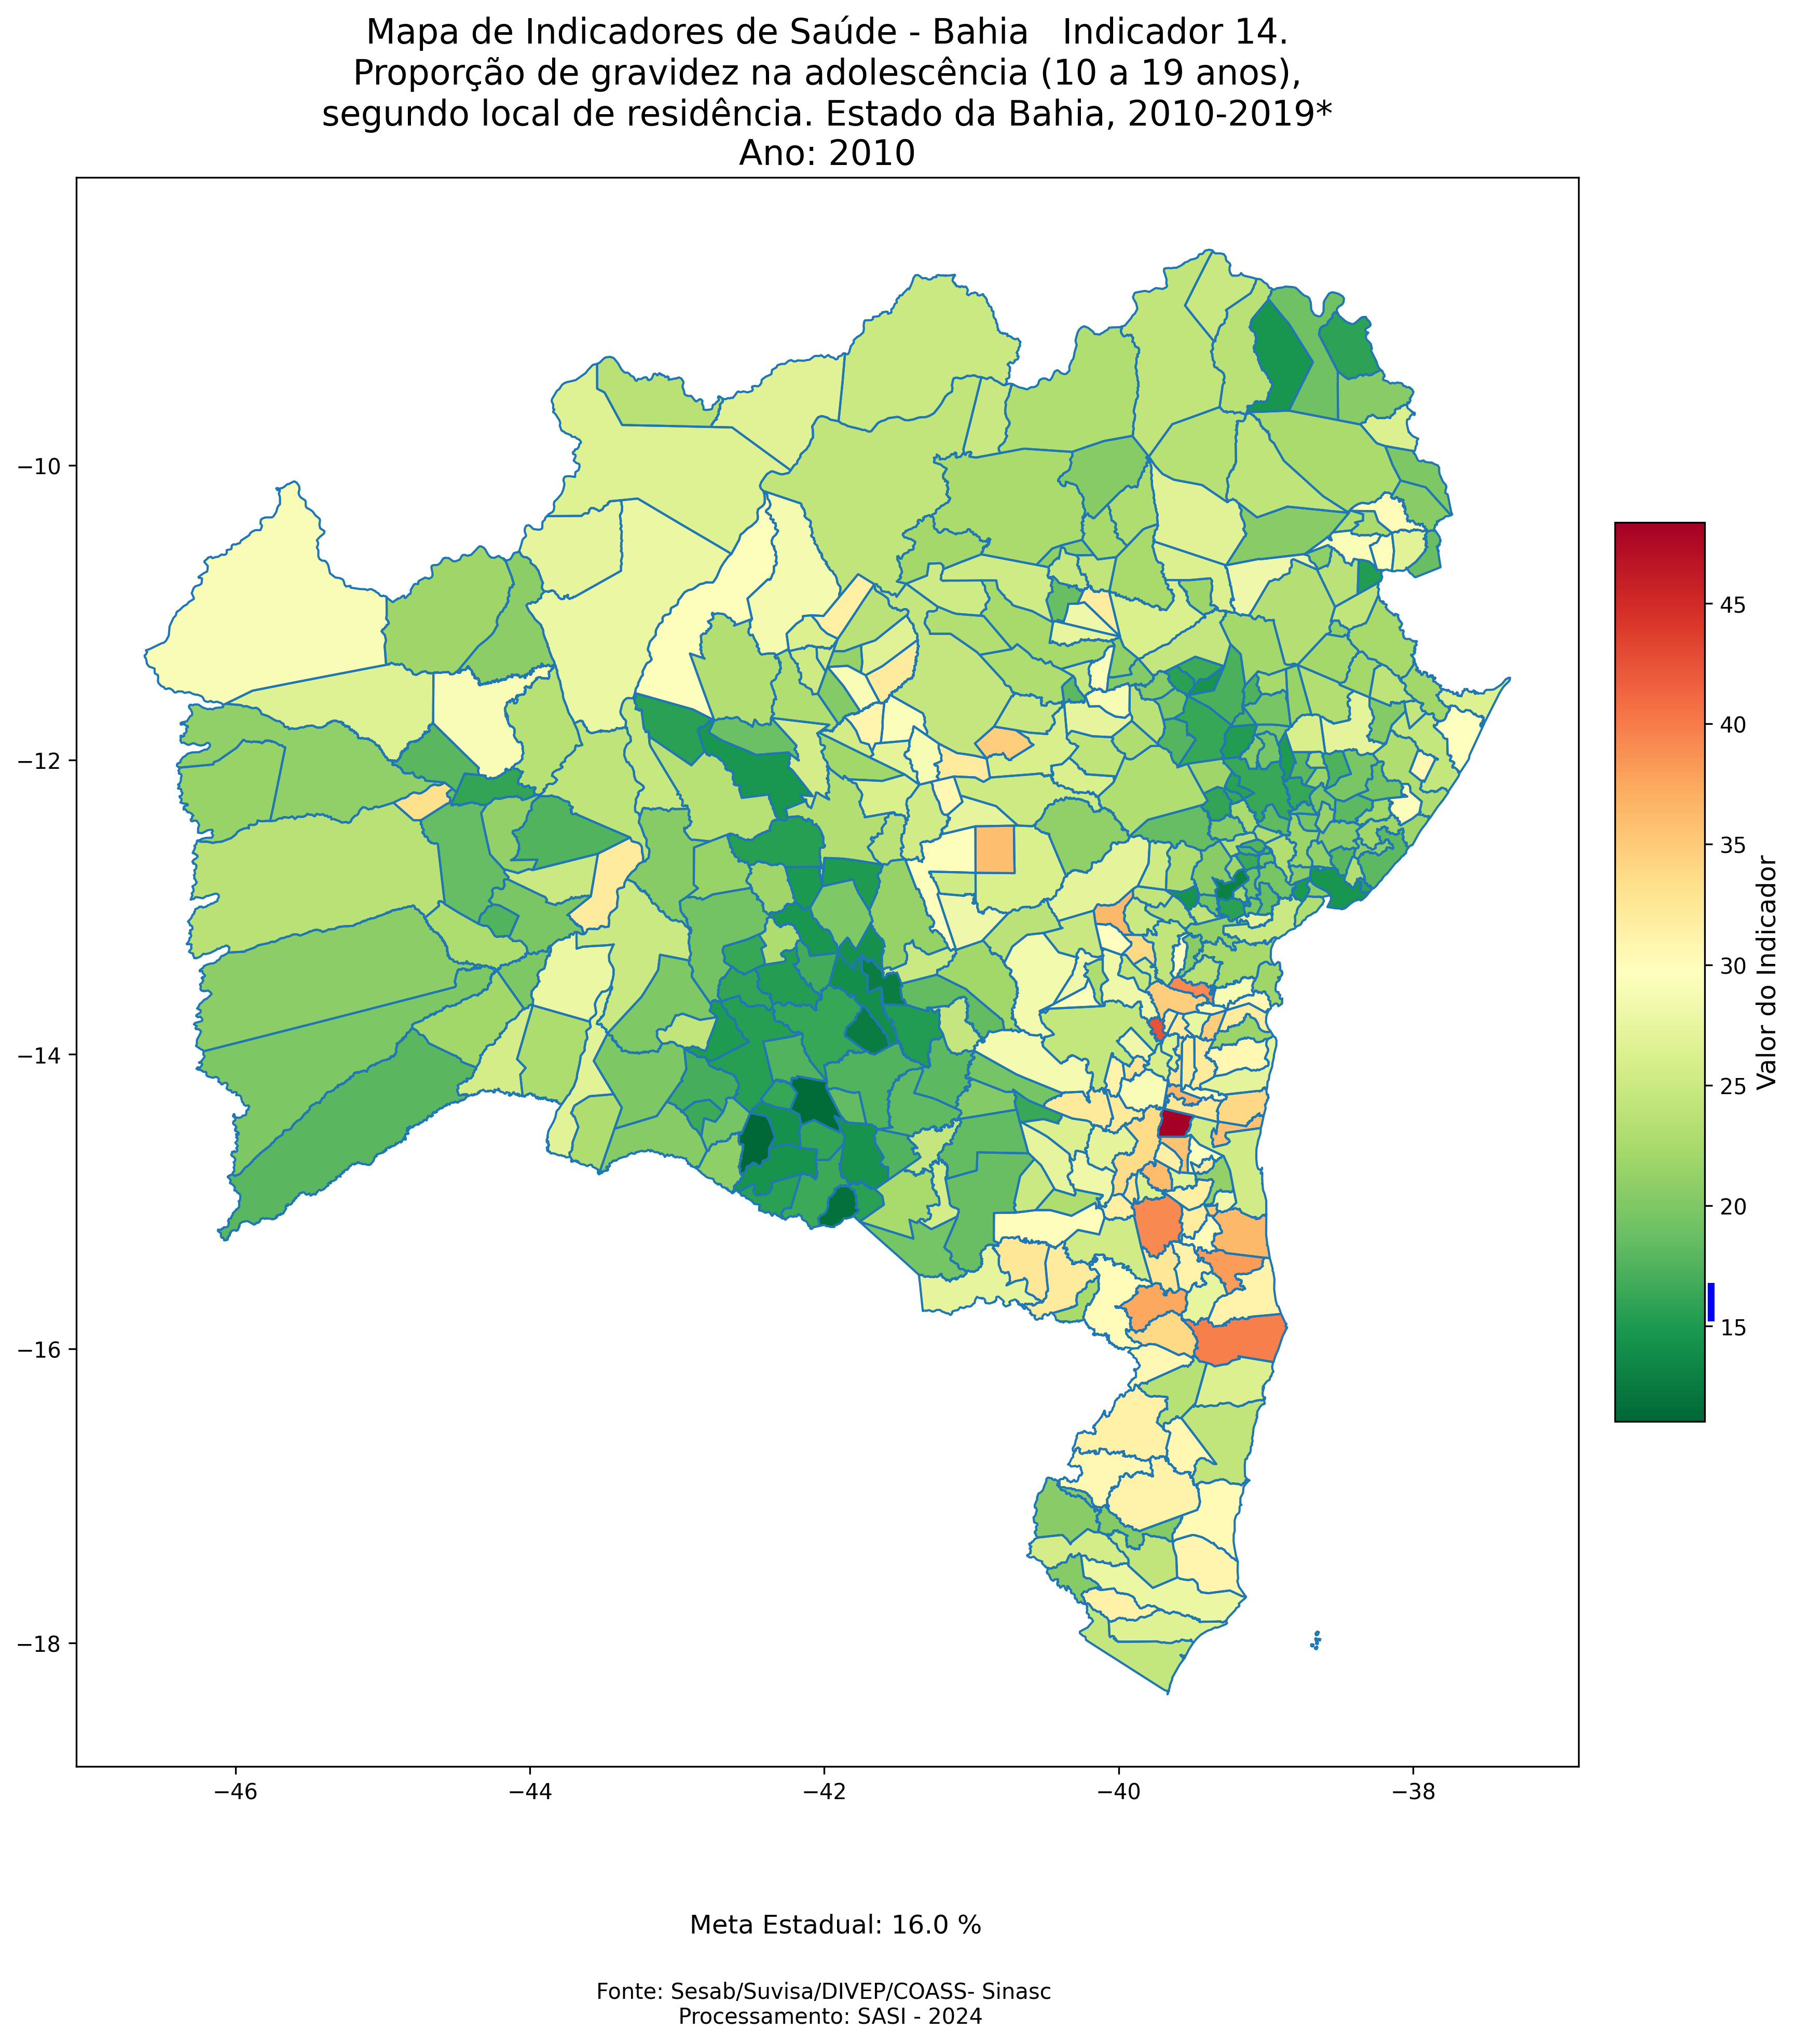 Mapa de Indicadores de Saúde - Bahia   Indicador 14.
Proporção de gravidez na adolescência (10 a 19 anos),
segundo local de residência. Estado da Bahia, 2010-2019*
Ano: 2010
−10
−12
−14
−16
−18
−46
−44
−42
−40
−38
45
40
35
30
25
20
15
Valor do Indicador
Meta Estadual: 16.0 %
Fonte: Sesab/Suvisa/DIVEP/COASS- Sinasc
Processamento: SASI - 2024